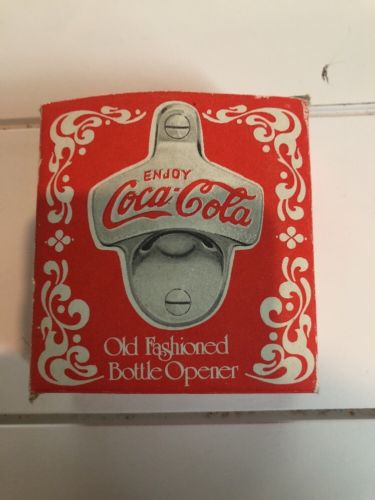 ENJOY
Coca-Cola
Old Fashioned
Bottle Opener